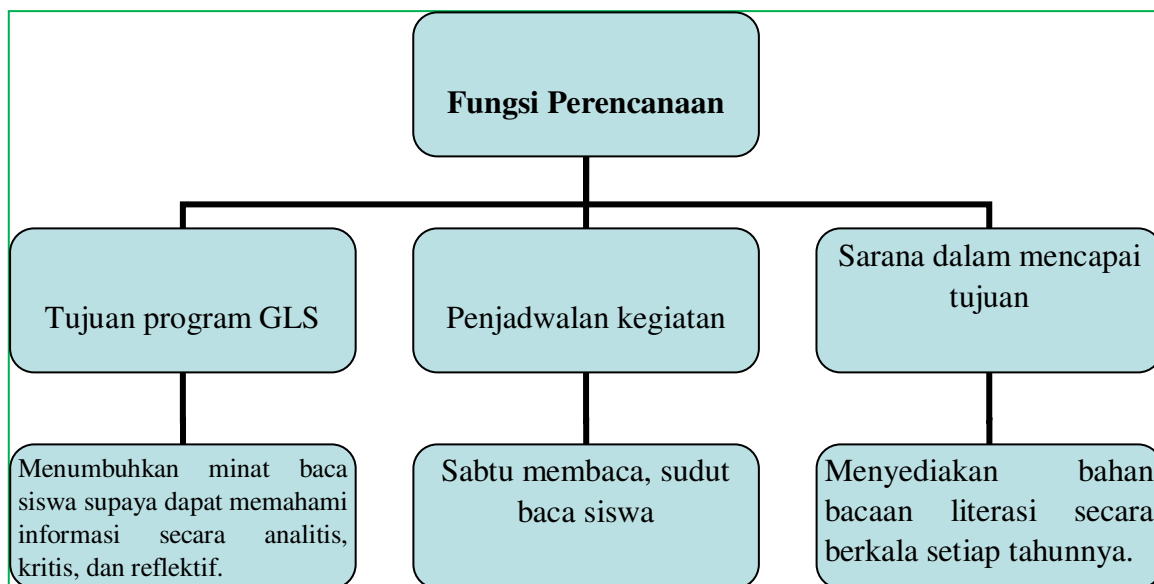 Fungsi Perencanaan
Tujuan program GLS
Penjadwalan kegiatan
Sarana dalam mencapai
tujuan
Menumbuhkan minat baca
siswa supaya dapat memahami
informasi secara analitis,
kritis, dan reflektif.
Sabtu membaca, sudut
baca siswa
Menyediakan bahan
bacaan literasi secara
berkala setiap tahunnya.